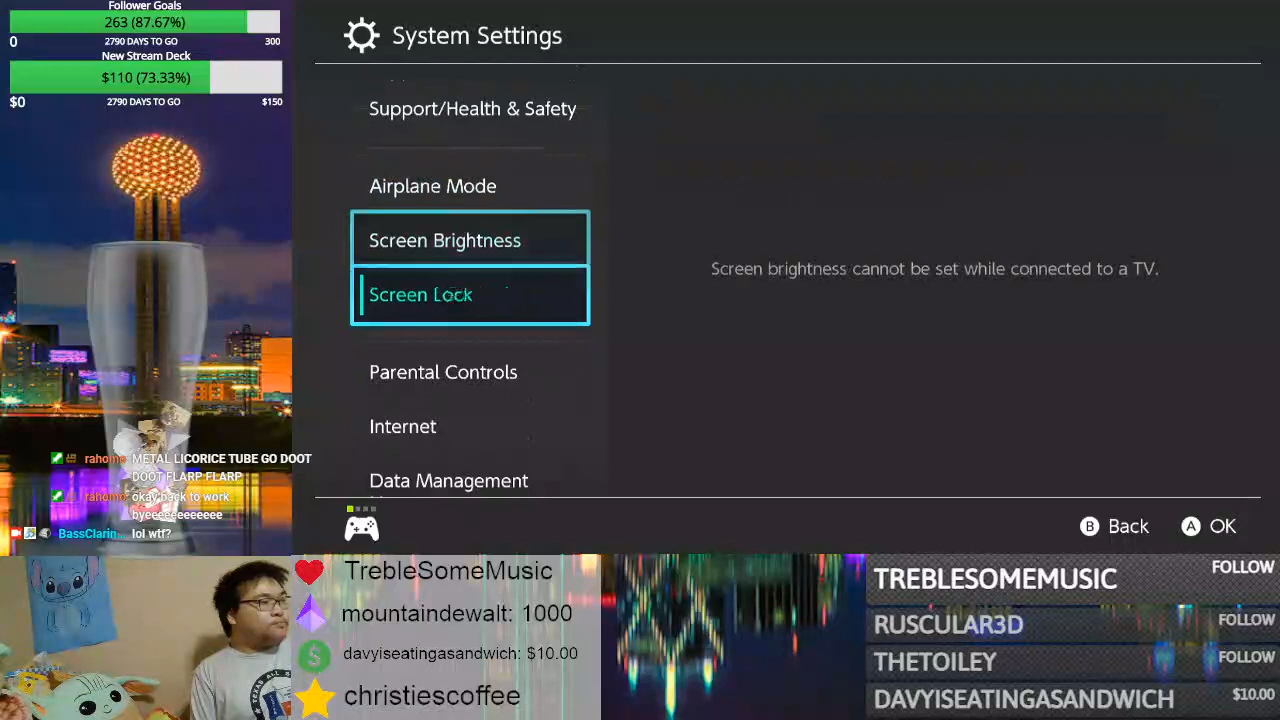 Follower Goals
263 (87.67%)
0 2790 DAYS TO GO 300
New Stream Deck
$110 (73.33%)
$0 2790 DAYS TO GO $150
System Settings
Support/Health & Safety
Airplane Mode
Screen Brightness
Screen Lock
Parental Controls
Internet
Data Management
Screen brightness cannot be set while connected to a TV.
B Back A OK
rahomo: METAL LICORICE TUBE GO DOOT
DOOT FLARP FLARP
rahomo: okay back to work
byeeeeeeeeeeee
BassClarin... lol wtf?
TrebleSomeMusic
mountaindewalt: 1000
davyiseatingasandwich: $10.00
christiescoffee
TREBLESOMEMUSIC FOLLOW
RUSCULAR3D FOLLOW
THETOILEY FOLLOW
DAVYISEATINGASANDWICH $10.00